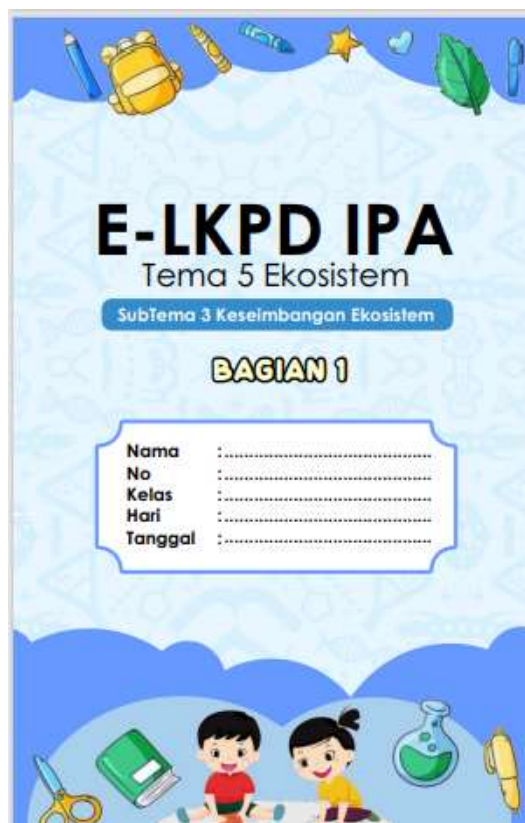 E-LKPD IPA
Tema 5 Ekosistem
SubTema 3 Keseimbangan Ekosistem
BAGIAN 1
Nama :..........................................
No :..........................................
Kelas :..........................................
Hari :..........................................
Tanggal :..........................................